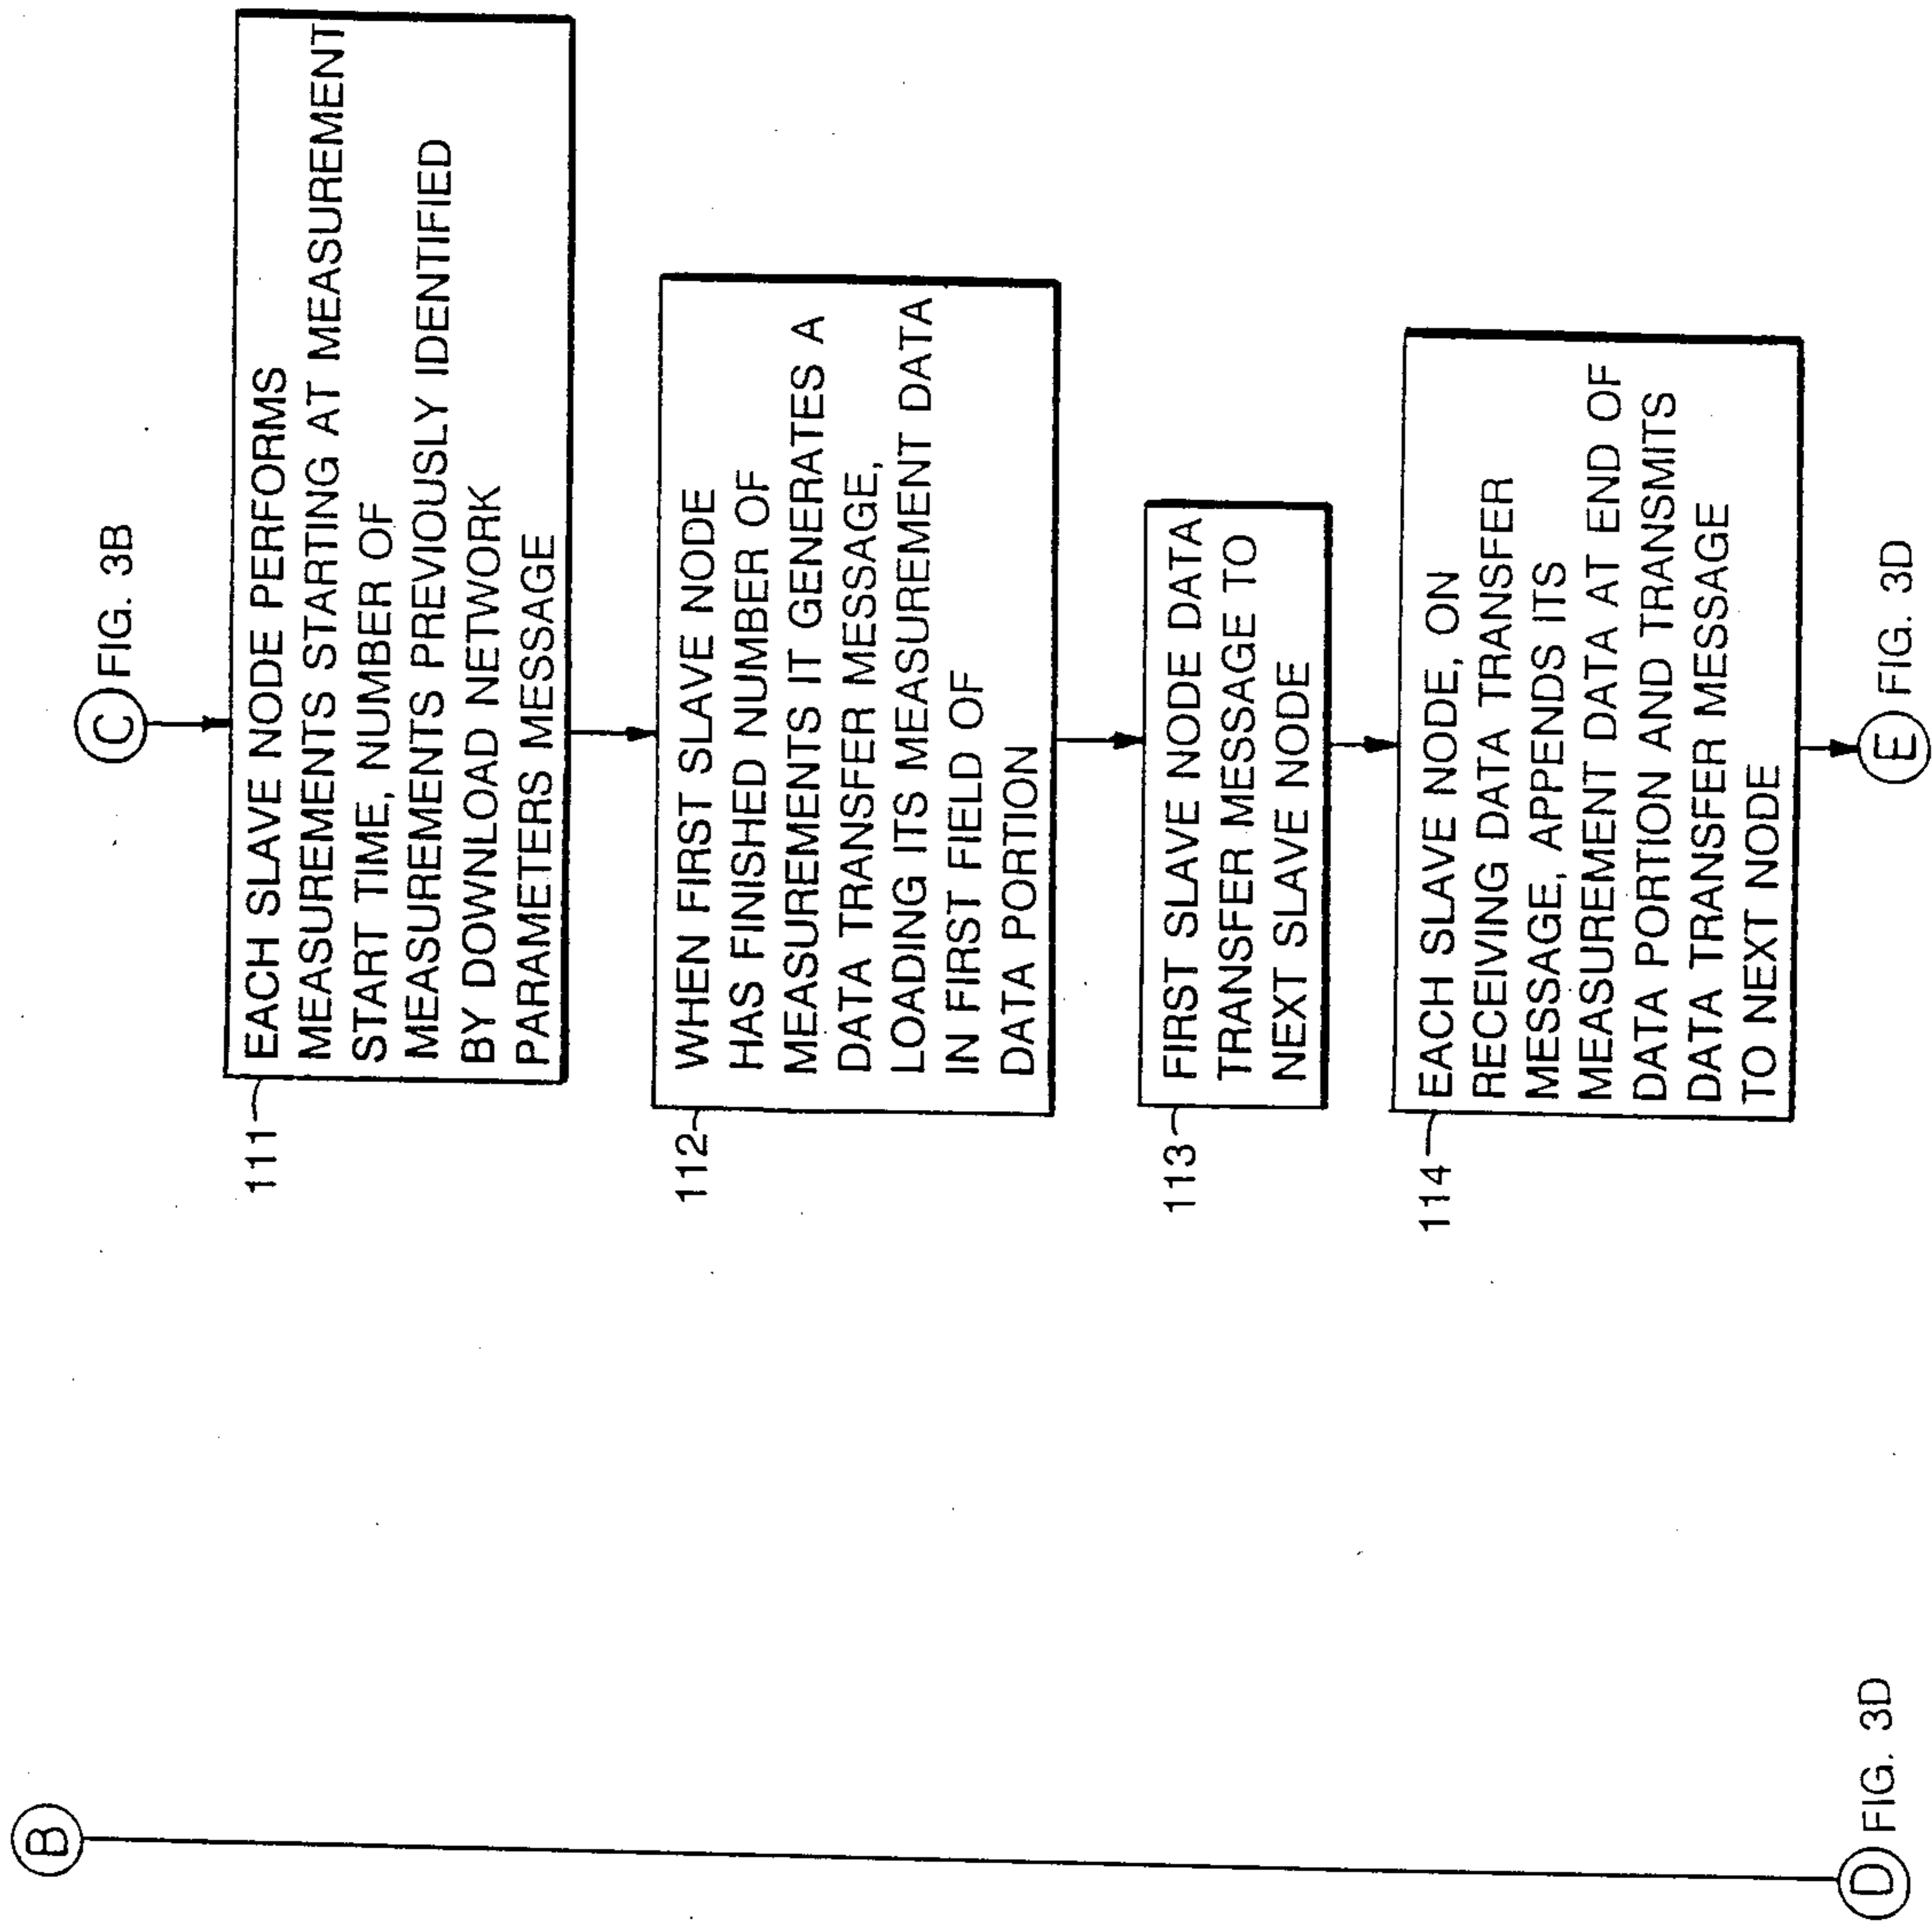 C FIG. 3B
111
EACH SLAVE NODE PERFORMS
MEASUREMENTS STARTING AT MEASUREMENT
START TIME, NUMBER OF
MEASUREMENTS PREVIOUSLY IDENTIFIED
BY DOWNLOAD NETWORK
PARAMETERS MESSAGE
112
WHEN FIRST SLAVE NODE
HAS FINISHED NUMBER OF
MEASUREMENTS IT GENERATES A
DATA TRANSFER MESSAGE,
LOADING ITS MEASUREMENT DATA
IN FIRST FIELD OF
DATA PORTION
113
FIRST SLAVE NODE DATA
TRANSFER MESSAGE TO
NEXT SLAVE NODE
114
EACH SLAVE NODE, ON
RECEIVING DATA TRANSFER
MESSAGE, APPENDS ITS
MEASUREMENT DATA AT END OF
DATA PORTION AND TRANSMITS
DATA TRANSFER MESSAGE
TO NEXT NODE
E FIG. 3D
B
D FIG. 3D